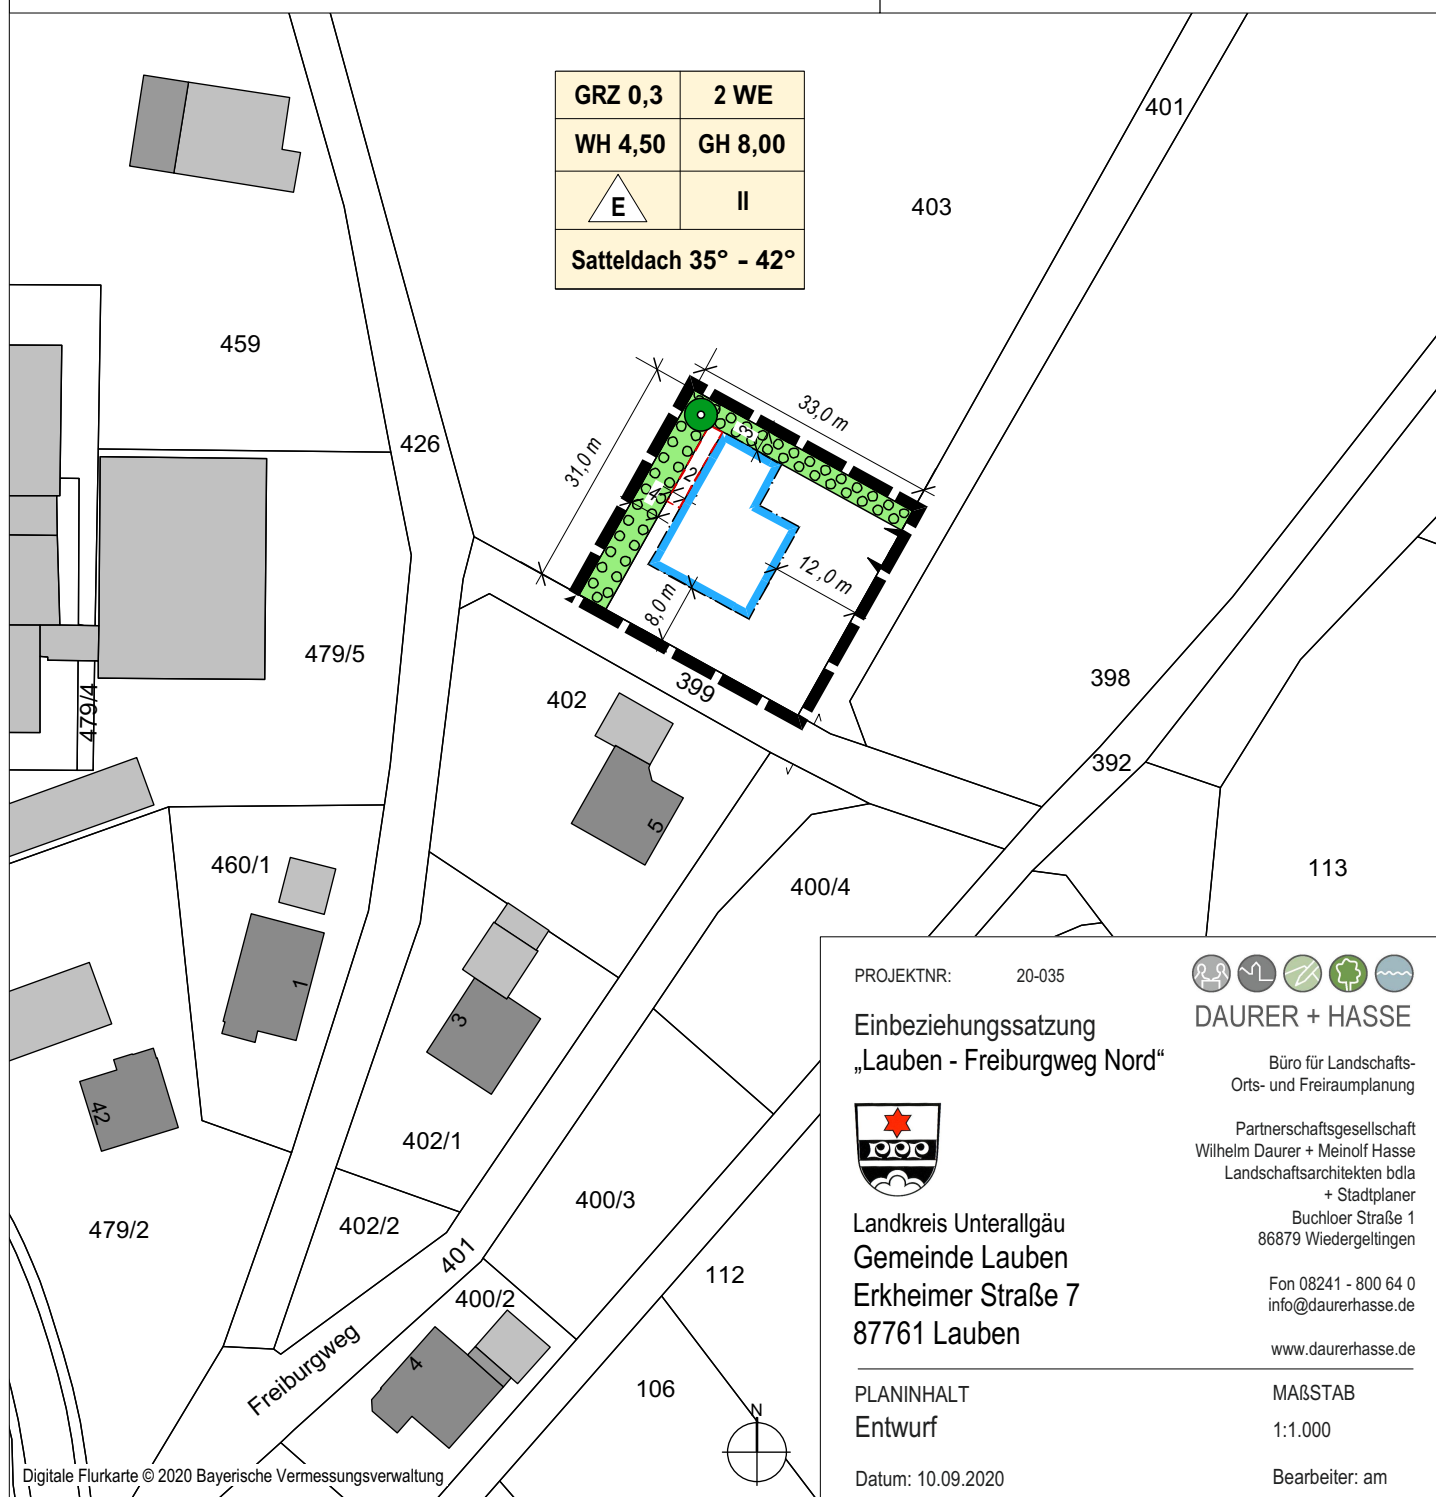 GRZ 0,3 2 WE
WH 4,50 GH 8,00
E II
Satteldach 35° - 42°
401
403
459
426
33,0 m
31,0 m
3
2
4
12,0 m
8,0 m
479/5
479/4
402
399
398
392
5
460/1
400/4
113
1
3
42
402/1
479/2
402/2
400/3
401
400/2
112
Freiburgweg
4
106
N
Digitale Flurkarte © 2020 Bayerische Vermessungsverwaltung
PROJEKTNR: 20-035
Einbeziehungssatzung
„Lauben - Freiburgweg Nord“
Landkreis Unterallgäu
Gemeinde Lauben
Erkheimer Straße 7
87761 Lauben
DAURER + HASSE
Büro für Landschafts-
Orts- und Freiraumplanung
Partnerschaftsgesellschaft
Wilhelm Daurer + Meinolf Hasse
Landschaftsarchitekten bdla
+ Stadtplaner
Buchloer Straße 1
86879 Wiedergeltingen
Fon 08241 - 800 64 0
info@daurerhasse.de
www.daurerhasse.de
PLANINHALT
Entwurf
MAßSTAB
1:1.000
Datum: 10.09.2020
Bearbeiter: am